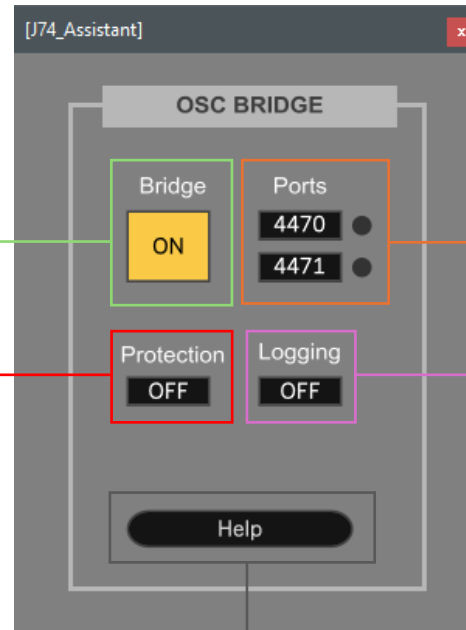 [J74_Assistant]
x
OSC BRIDGE
Bridge
Ports
ON
4470
4471
Protection
Logging
OFF
OFF
Help